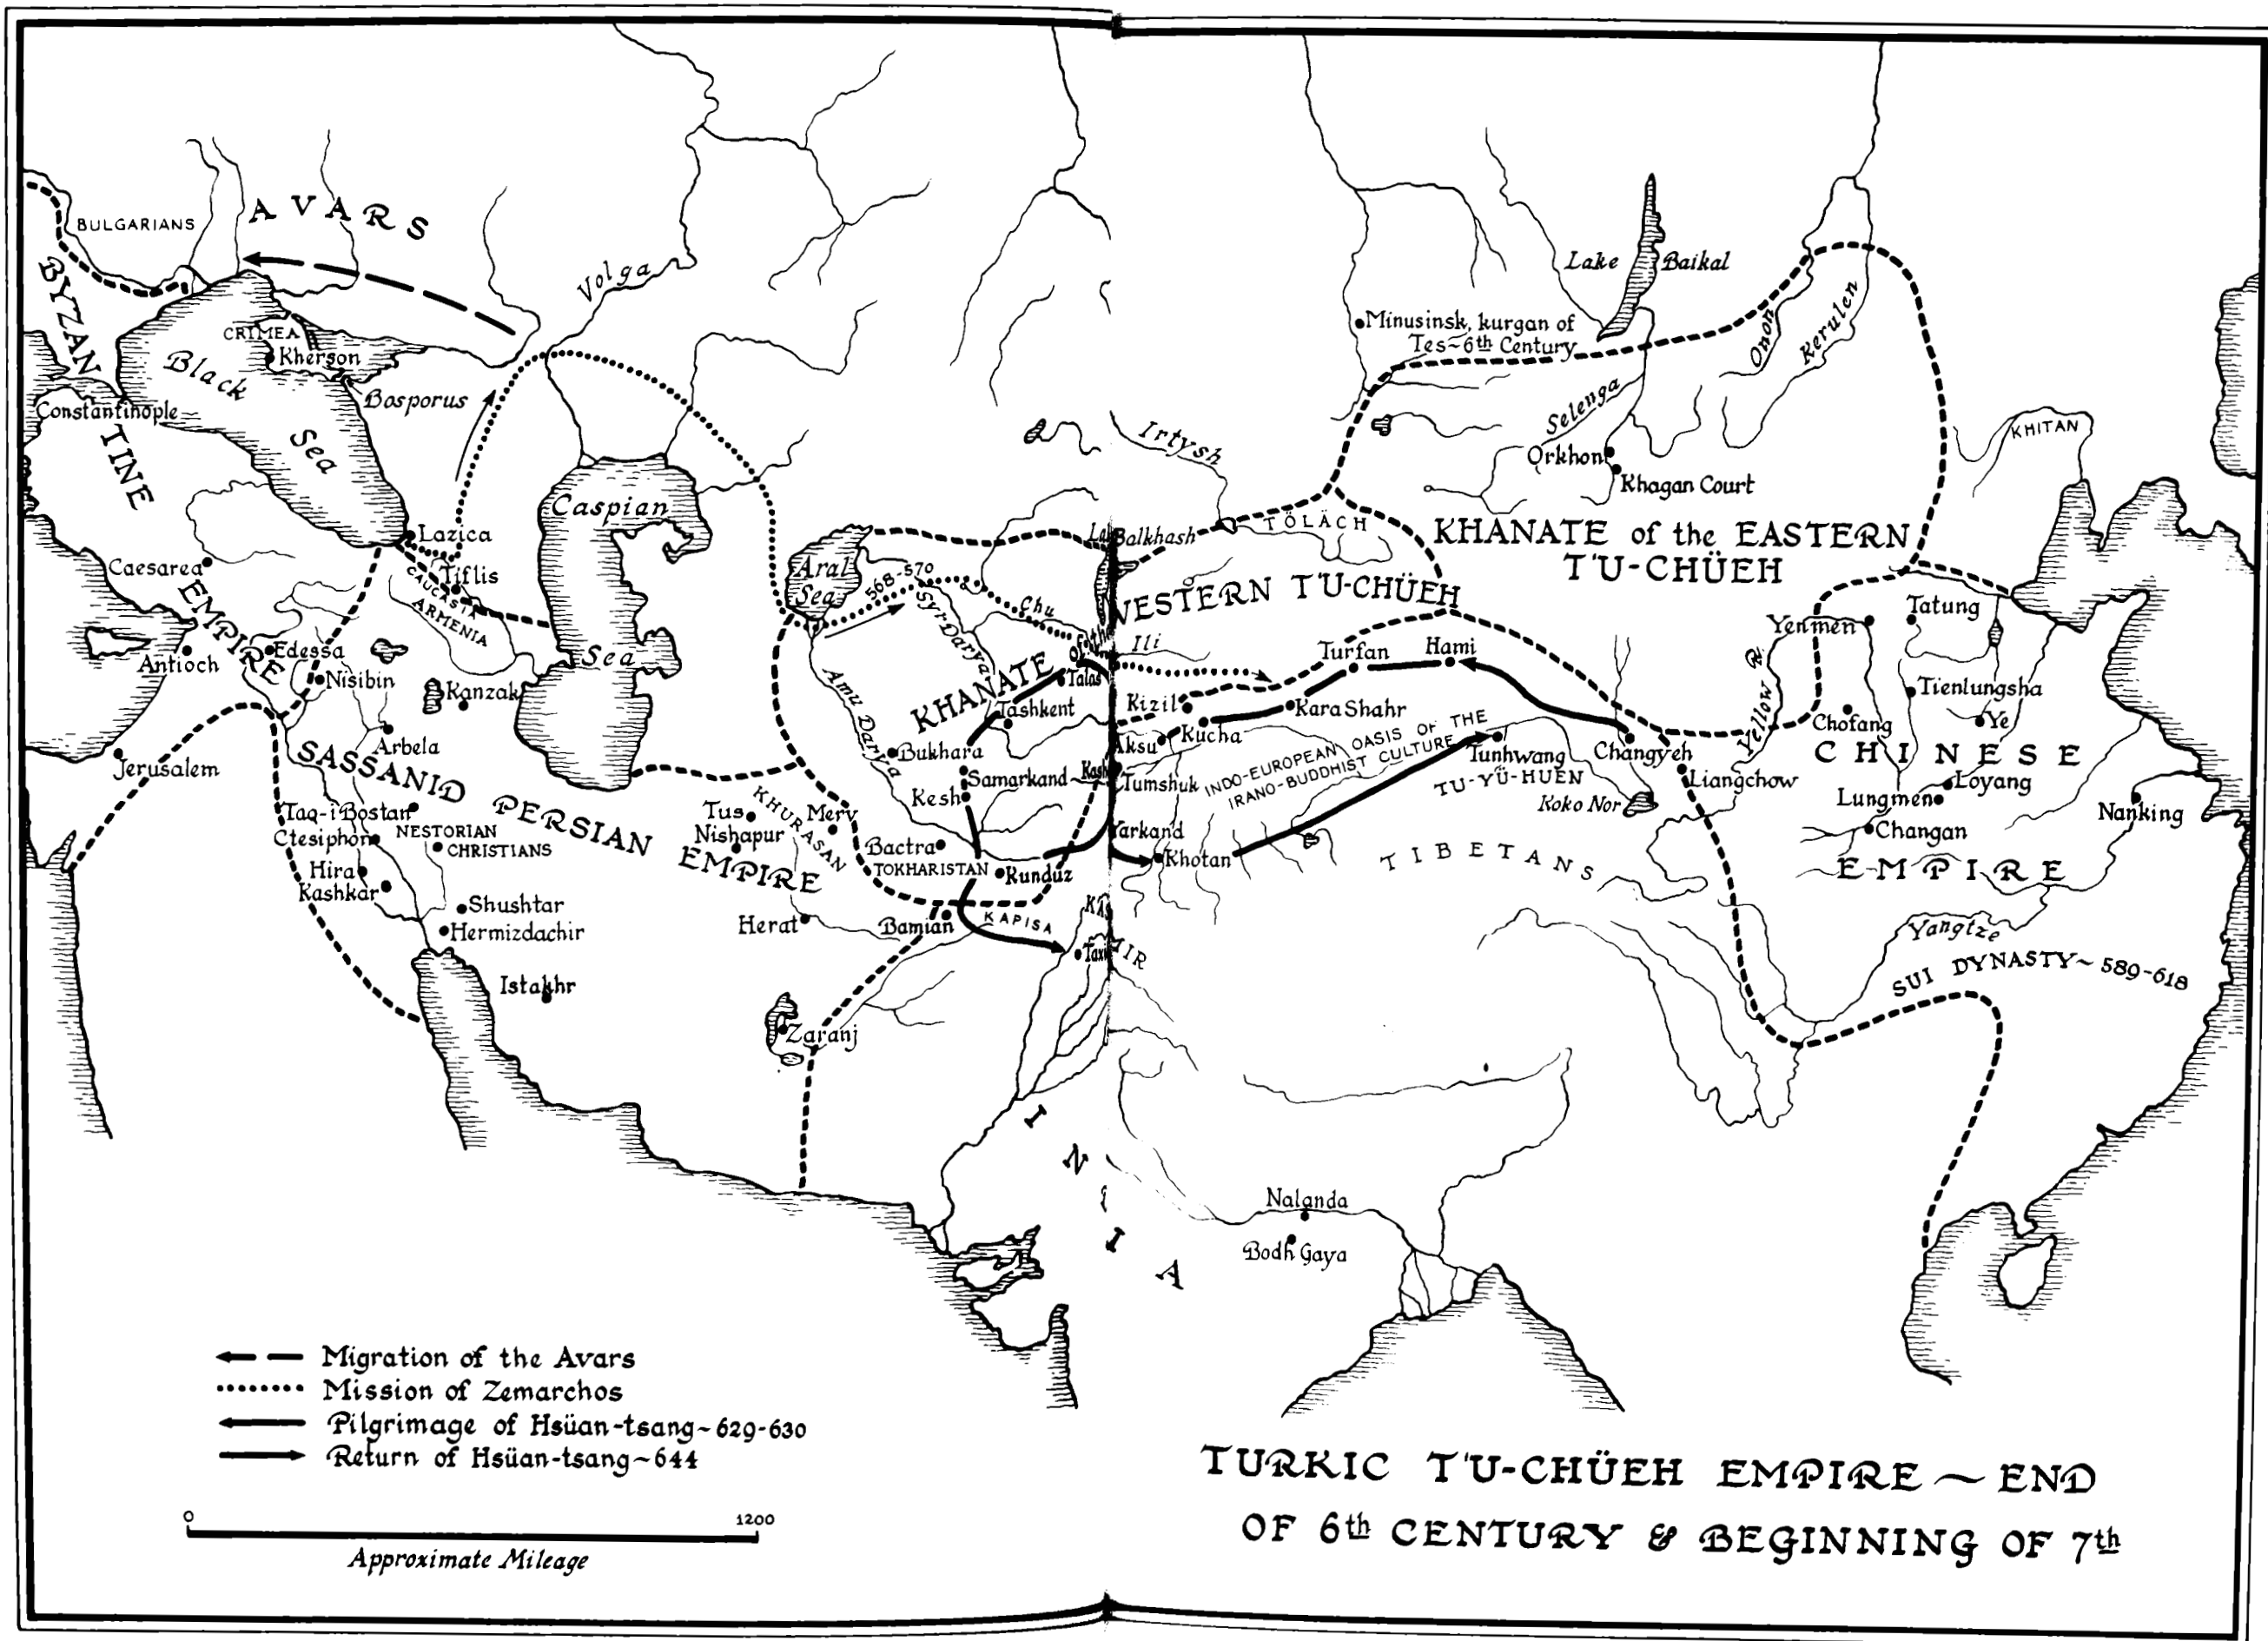 AVARS
BULGARIANS
BYZAN
TINE
EMPIRE
Volga
CRIMEA
Kherson
Black
Sea
Bosporus
Constantinople
Caspian
Sea
Lazica
Tiflis
CAUCASIA
ARMENIA
Caesarea
Antioch
Edessa
Nisibin
Kanzak
Arbela
Jerusalem
SASSANID PERSIAN
EMPIRE
Taq-i Bostan
Ctesiphon
NESTORIAN
CHRISTIANS
Hira
Kashkar
Shushtar
Hermizdachir
Istakhr
Tus
Nishapur
KHURASAN
Merv
Herat
Zaranj
Aral
Sea
568-570
Syr-Darya
Chu
Amu Darya
KHANATE
of the
WESTERN T'U-CHÜEH
Talas
Tashkent
Bukhara
Samarkand
Kesh
Bactra
TOKHARISTAN
Kunduz
Bamian
KAPISA
Irtysh
Balkhash
TÖLÄCH
Ili
Minusinsk, kurgan of
Tes~6th Century
Lake Baikal
Onon
Kerulen
Selenga
Orkhon
Khagan Court
KHANATE of the EASTERN
T'U-CHÜEH
KHITAN
Turfan
Hami
Kizil
Kara Shahr
Kucha
Aksu
Tumshuk
INDO-EUROPEAN OASIS OF THE
IRANO-BUDDHIST CULTURE
Tunhwang
TU-YÜ-HUEN
Koko Nor
Changyeh
Liangchow
Yarkand
Khotan
TIBETANS
Yellow R.
Yenmen
Tatung
Tienlungsha
Chofang
Ye
CHINESE
EMPIRE
Loyang
Lungmen
Changan
Nanking
Yangtze
SUI DYNASTY~589-618
INIA
Nalanda
Bodh Gaya
Migration of the Avars
Mission of Zemarchos
Pilgrimage of Hsüan-tsang~629-630
Return of Hsüan-tsang~644
0 1200
Approximate Mileage
TURKIC T'U-CHÜEH EMPIRE ~ END
OF 6th CENTURY & BEGINNING OF 7th